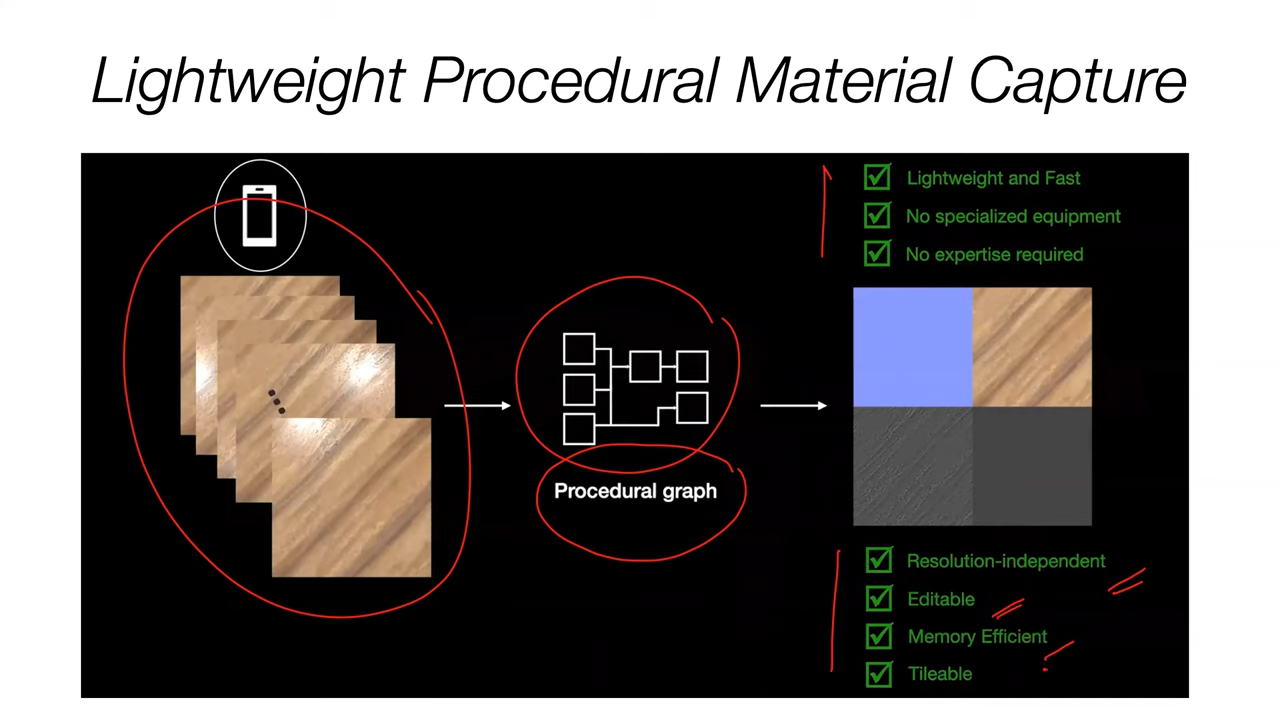 Lightweight Procedural Material Capture
Lightweight and Fast
No specialized equipment
No expertise required
Procedural graph
Resolution-independent
Editable
Memory Efficient
Tileable